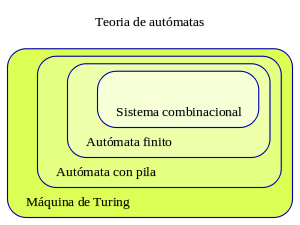 Teoria de autómatas
Sistema combinacional
Autómata finito
Autómata con pila
Máquina de Turing